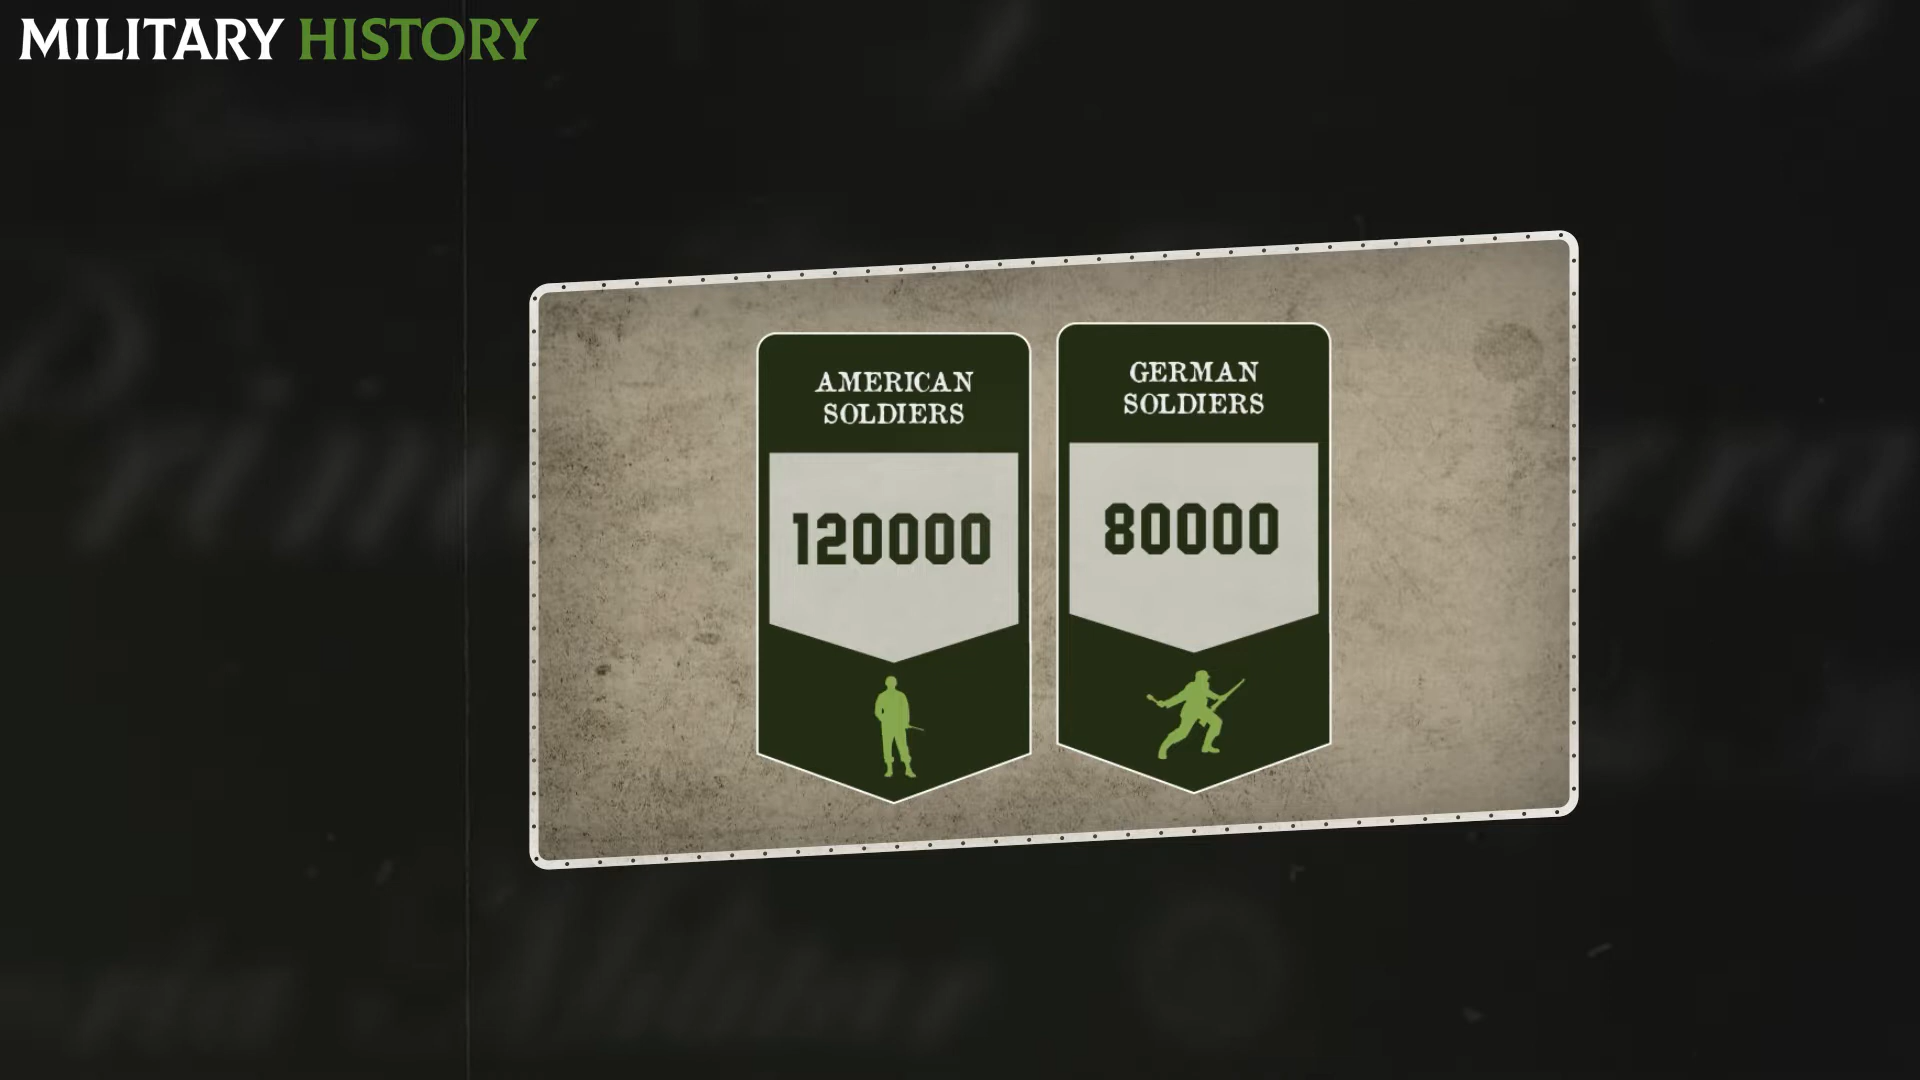 MILITARY HISTORY
AMERICAN
SOLDIERS
120000
GERMAN
SOLDIERS
80000